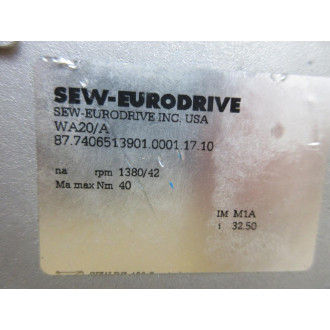 SEW-EURODRIVE
SEW-EURODRIVE INC. USA
WA20/A
87.7406513901.0001.17.10
na rpm 1380/42
Ma max Nm 40
IM M1A
i 32.50